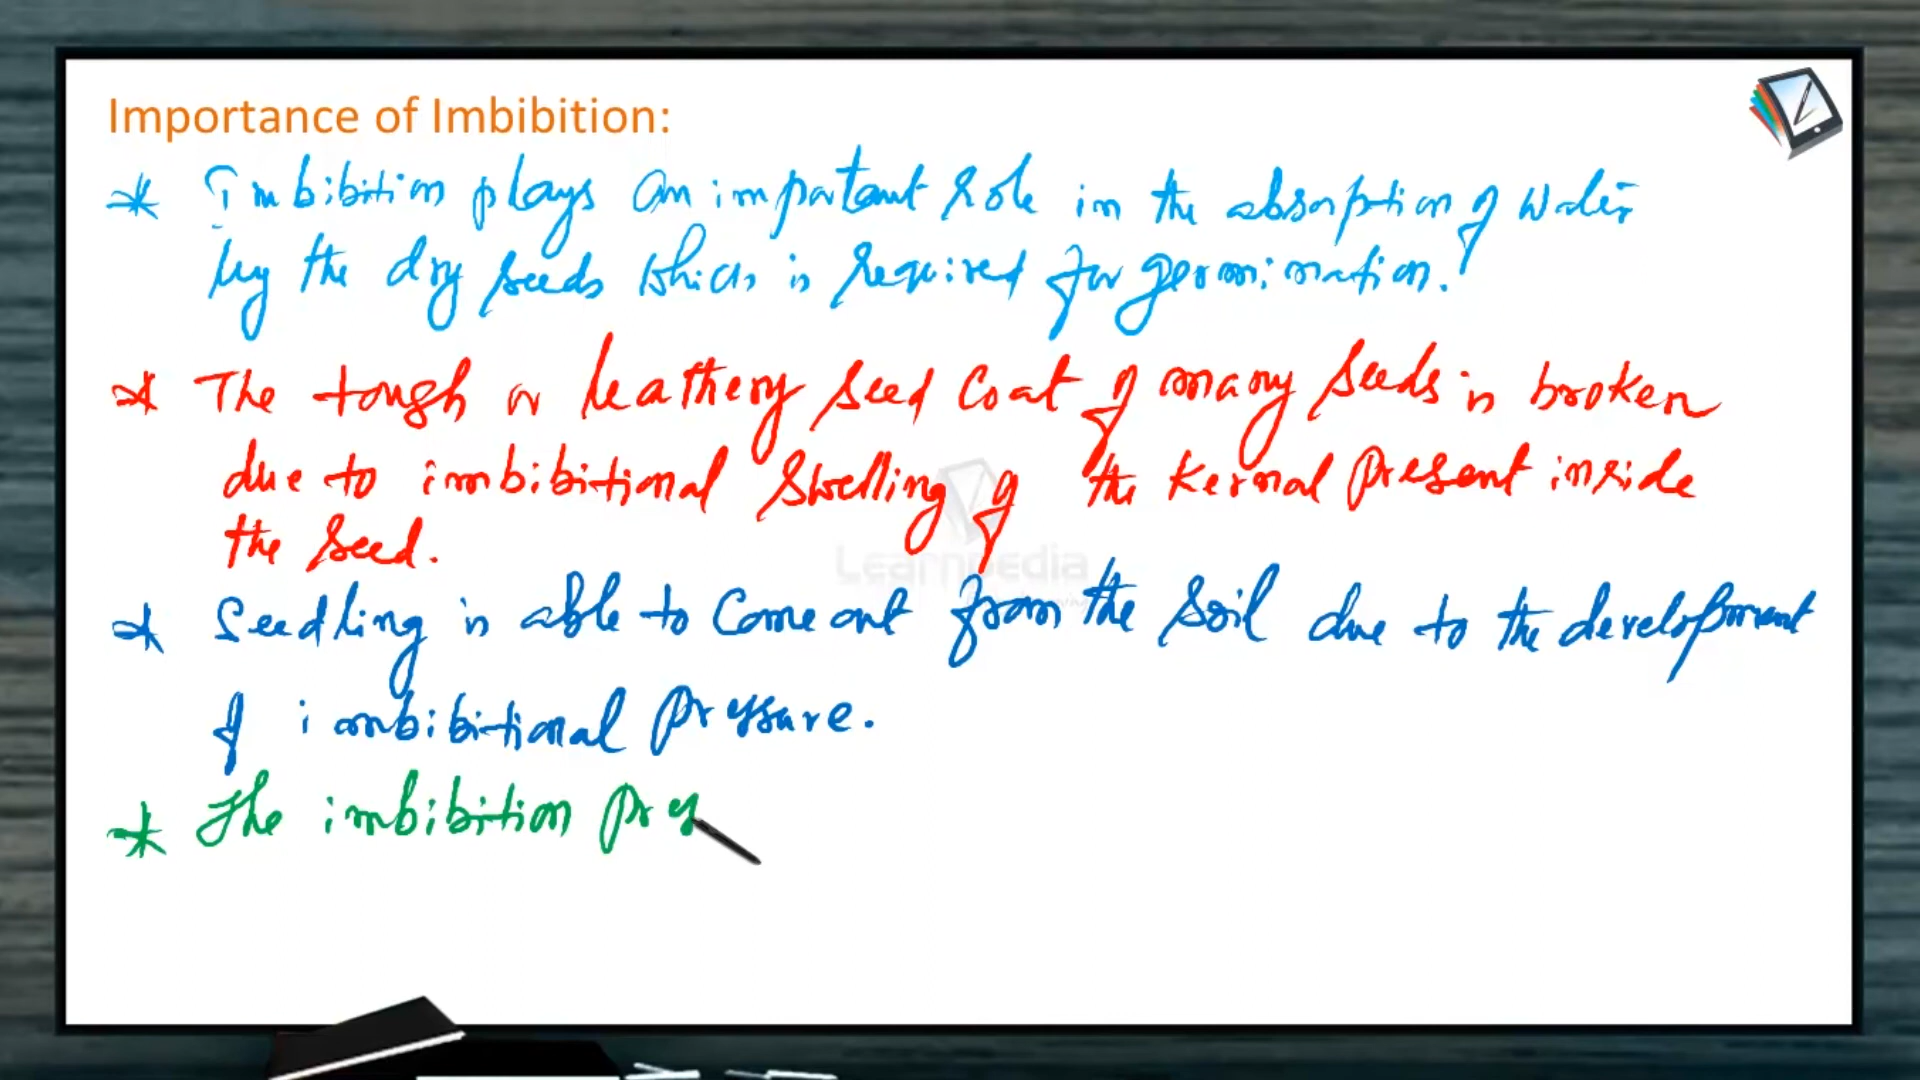 Importance of Imbibition:
* Imbibition plays an important role in the absorption of water
by the dry seeds which is required for germination.
* The tough or leathery seed coat of many seeds is broken
due to imbibitional swelling of the kernal present inside
the seed.
Learnpedia
* Seedling is able to come out from the soil due to the development
of imbibitional pressure.
* The imbibition pres